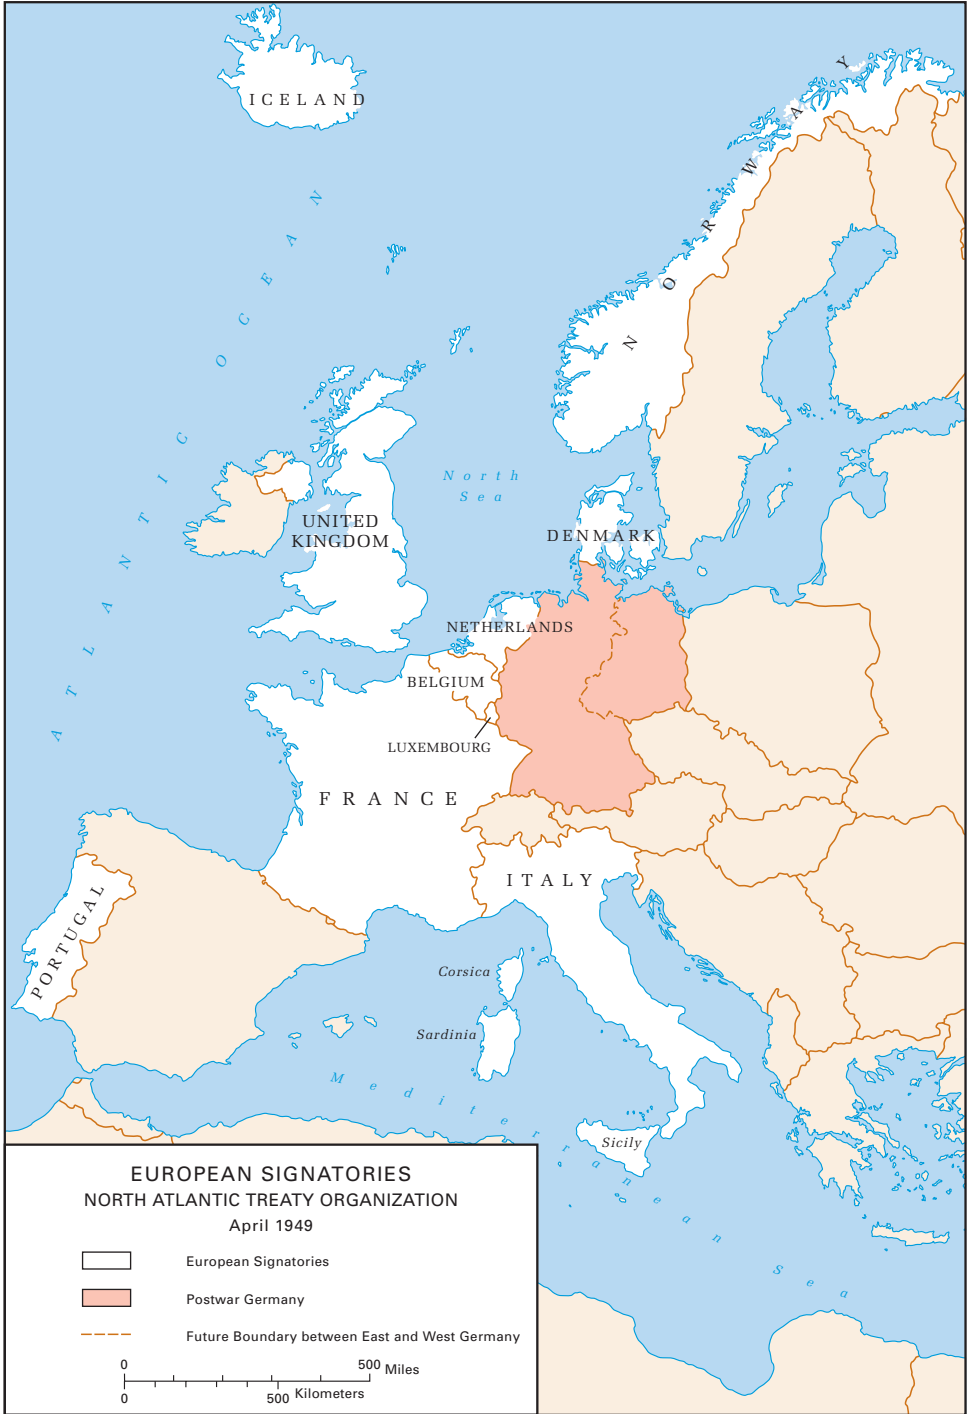 ICELAND
NORWAY
ATLANTIC OCEAN
North
Sea
UNITED
KINGDOM
DENMARK
NETHERLANDS
BELGIUM
LUXEMBOURG
FRANCE
ITALY
PORTUGAL
Corsica
Sardinia
Sicily
Mediterranean Sea
EUROPEAN SIGNATORIES
NORTH ATLANTIC TREATY ORGANIZATION
April 1949
European Signatories
Postwar Germany
Future Boundary between East and West Germany
0 500 Miles
0 500 Kilometers